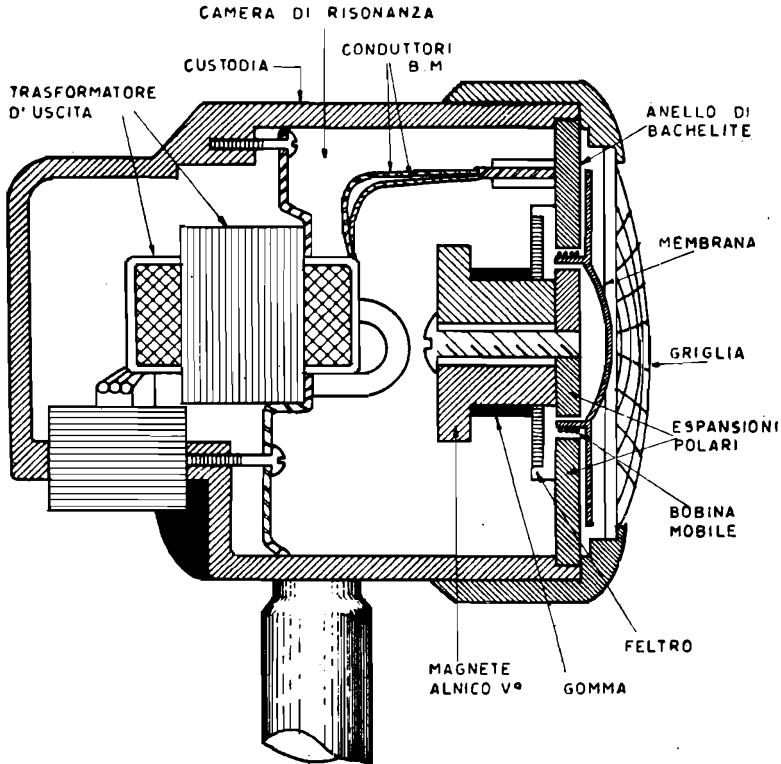 CAMERA DI RISONANZA
CONDUTTORI
B.M
CUSTODIA
TRASFORMATORE
D'USCITA
ANELLO DI
BACHELITE
MEMBRANA
GRIGLIA
ESPANSIONI
POLARI
BOBINA
MOBILE
FELTRO
MAGNETE
ALNICO Vº
GOMMA